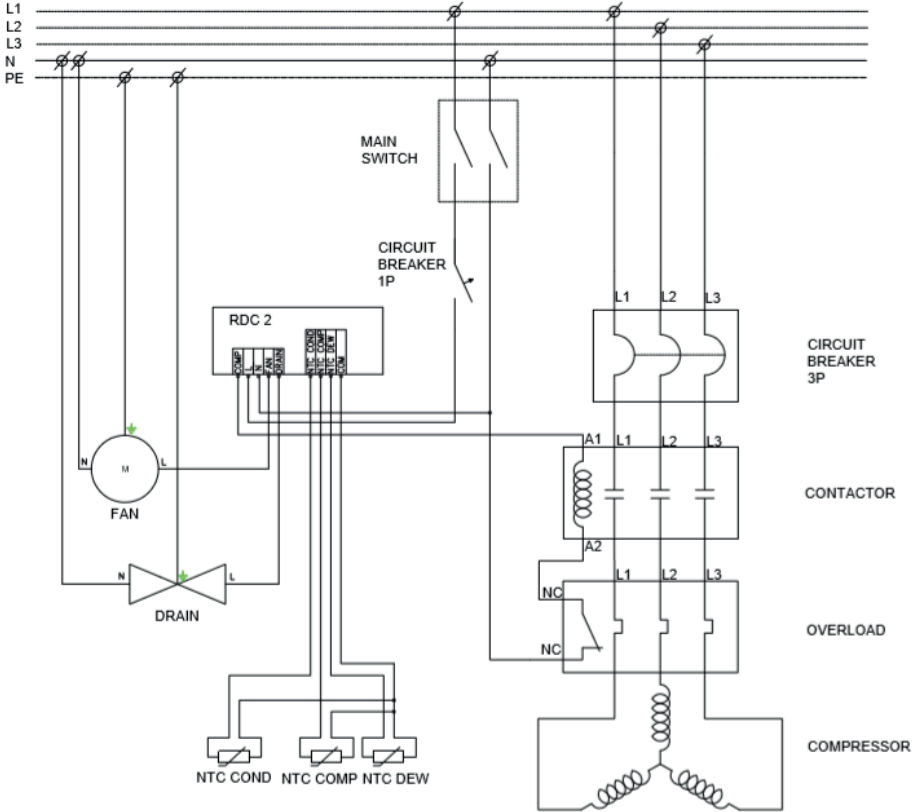 L1
L2
L3
N
PE
MAIN
SWITCH
CIRCUIT
BREAKER
1P
RDC 2
COMP
L
N
FAN
DRAIN
NTC COND
NTC COMP
NTC DEW
COM
L1 L2 L3
CIRCUIT
BREAKER
3P
A1 L1 L2 L3
CONTACTOR
A2
N M L
FAN
L1 L2 L3
N L
DRAIN
NC
OVERLOAD
NC
COMPRESSOR
NTC COND NTC COMP NTC DEW